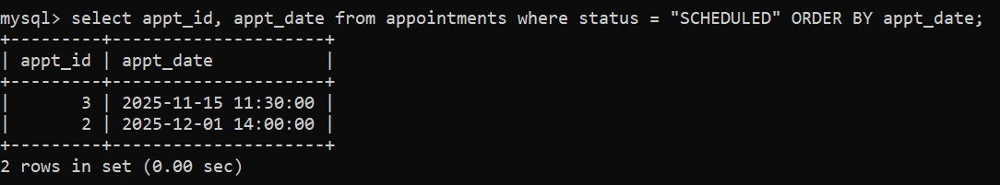 mysql> select appt_id, appt_date from appointments where status = "SCHEDULED" ORDER BY appt_date;
+---------+---------------------+
| appt_id | appt_date           |
+---------+---------------------+
|       3 | 2025-11-15 11:30:00 |
|       2 | 2025-12-01 14:00:00 |
+---------+---------------------+
2 rows in set (0.00 sec)